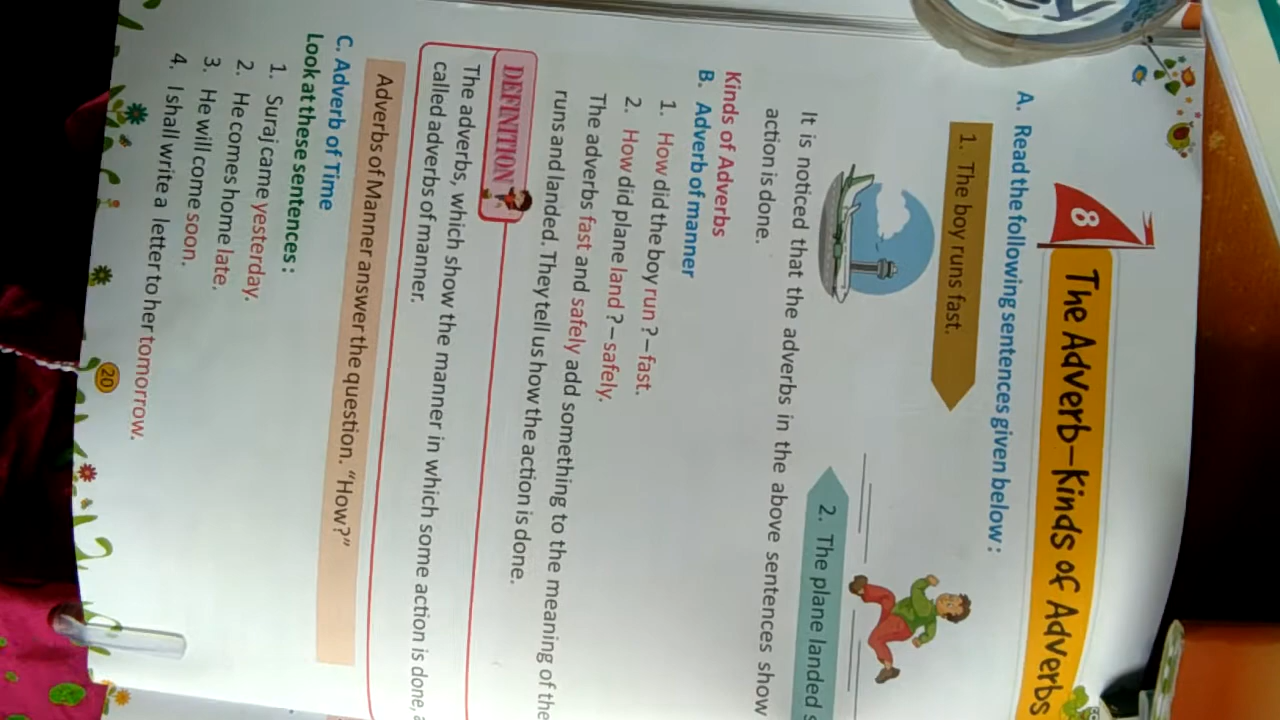 8
The Adverb–Kinds of Adverbs
A. Read the following sentences given below :
1. The boy runs fast.
2. The plane landed
It is noticed that the adverbs in the above sentences show
action is done.
Kinds of Adverbs
B. Adverb of manner
1. How did the boy run ? – fast.
2. How did plane land ? – safely.
The adverbs fast and safely add something to the meaning of the
runs and landed. They tell us how the action is done.
DEFINITION
The adverbs, which show the manner in which some action is done,
called adverbs of manner.
Adverbs of Manner answer the question. “How?”
C. Adverb of Time
Look at these sentences :
1. Suraj came yesterday.
2. He comes home late.
3. He will come soon.
4. I shall write a letter to her tomorrow.
20